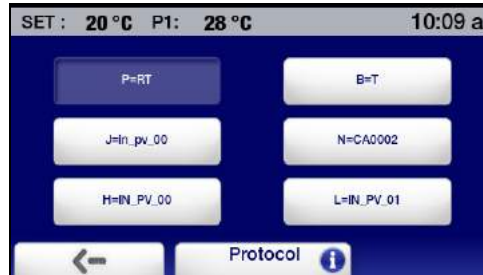 SET : 20 °C P1: 28 °C 10:09 a
P=RT B=T
J=in_pv_00 N=CA0002
H=IN_PV_00 L=IN_PV_01
Protocol